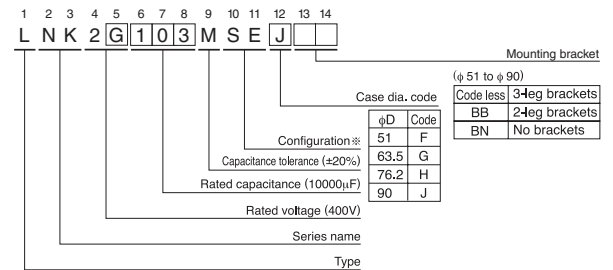 1 2 3 4 5 6 7 8 9 10 11 12 13 14
L N K 2 G 1 0 3 M S E J
Mounting bracket
(φ 51 to φ 90)
Code less 3-leg brackets
BB 2-leg brackets
BN No brackets
Case dia. code
φD Code
51 F
63.5 G
76.2 H
90 J
Configuration※
Capacitance tolerance (±20%)
Rated capacitance (10000μF)
Rated voltage (400V)
Series name
Type